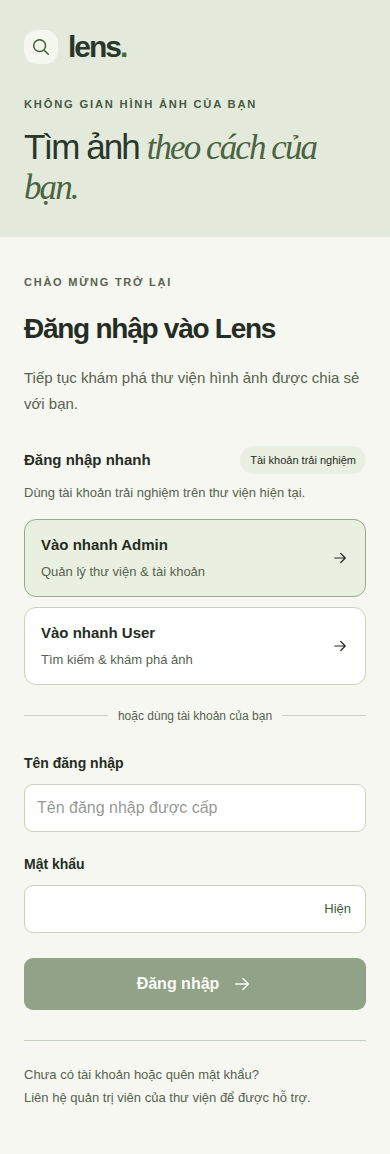 lens.
KHÔNG GIAN HÌNH ẢNH CỦA BẠN
Tìm ảnh theo cách của
bạn.
CHÀO MỪNG TRỞ LẠI
Đăng nhập vào Lens
Tiếp tục khám phá thư viện hình ảnh được chia sẻ
với bạn.
Đăng nhập nhanh
Tài khoản trải nghiệm
Dùng tài khoản trải nghiệm trên thư viện hiện tại.
Vào nhanh Admin
Quản lý thư viện & tài khoản
Vào nhanh User
Tìm kiếm & khám phá ảnh
hoặc dùng tài khoản của bạn
Tên đăng nhập
Tên đăng nhập được cấp
Mật khẩu
Hiện
Đăng nhập
Chưa có tài khoản hoặc quên mật khẩu?
Liên hệ quản trị viên của thư viện để được hỗ trợ.